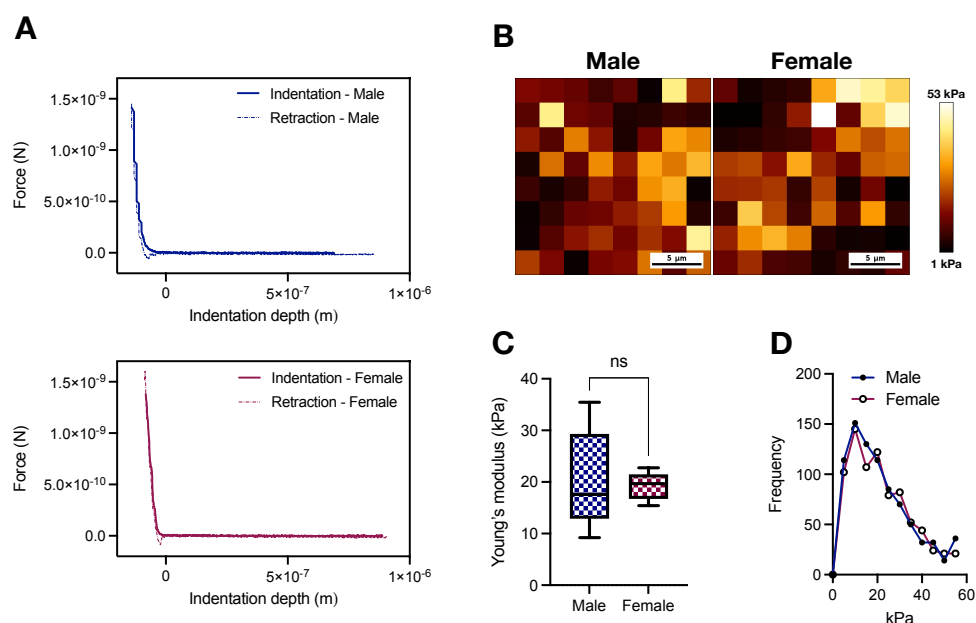 A
Indentation - Male
Retraction - Male
1.5×10-9
1.0×10-9
5.0×10-10
0.0
Force (N)
0
5×10-7
1×10-6
Indentation depth (m)
Indentation - Female
Retraction - Female
1.5×10-9
1.0×10-9
5.0×10-10
0.0
Force (N)
0
5×10-7
1×10-6
Indentation depth (m)
B
Male
Female
5 µm
5 µm
53 kPa
1 kPa
C
ns
40
30
20
10
0
Young's modulus (kPa)
Male
Female
D
Male
Female
200
150
100
50
0
Frequency
0
20
40
60
kPa